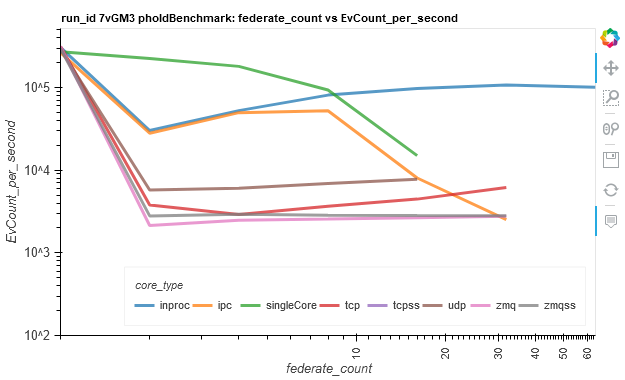 run_id 7vGM3 pholdBenchmark: federate_count vs EvCount_per_second
EvCount_per_second
10^5
10^4
10^3
10^2
core_type
inproc ipc singleCore tcp tcpss udp zmq zmqss
10 20 30 40 50 60
federate_count